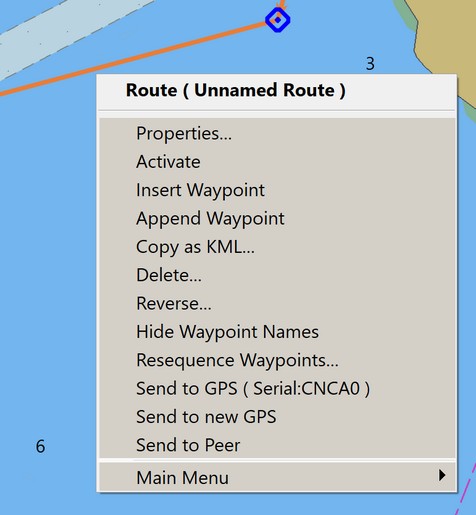 3
Route ( Unnamed Route )
Properties...
Activate
Insert Waypoint
Append Waypoint
Copy as KML...
Delete...
Reverse...
Hide Waypoint Names
Resequence Waypoints...
Send to GPS ( Serial:CNCA0 )
Send to new GPS
6
Send to Peer
Main Menu